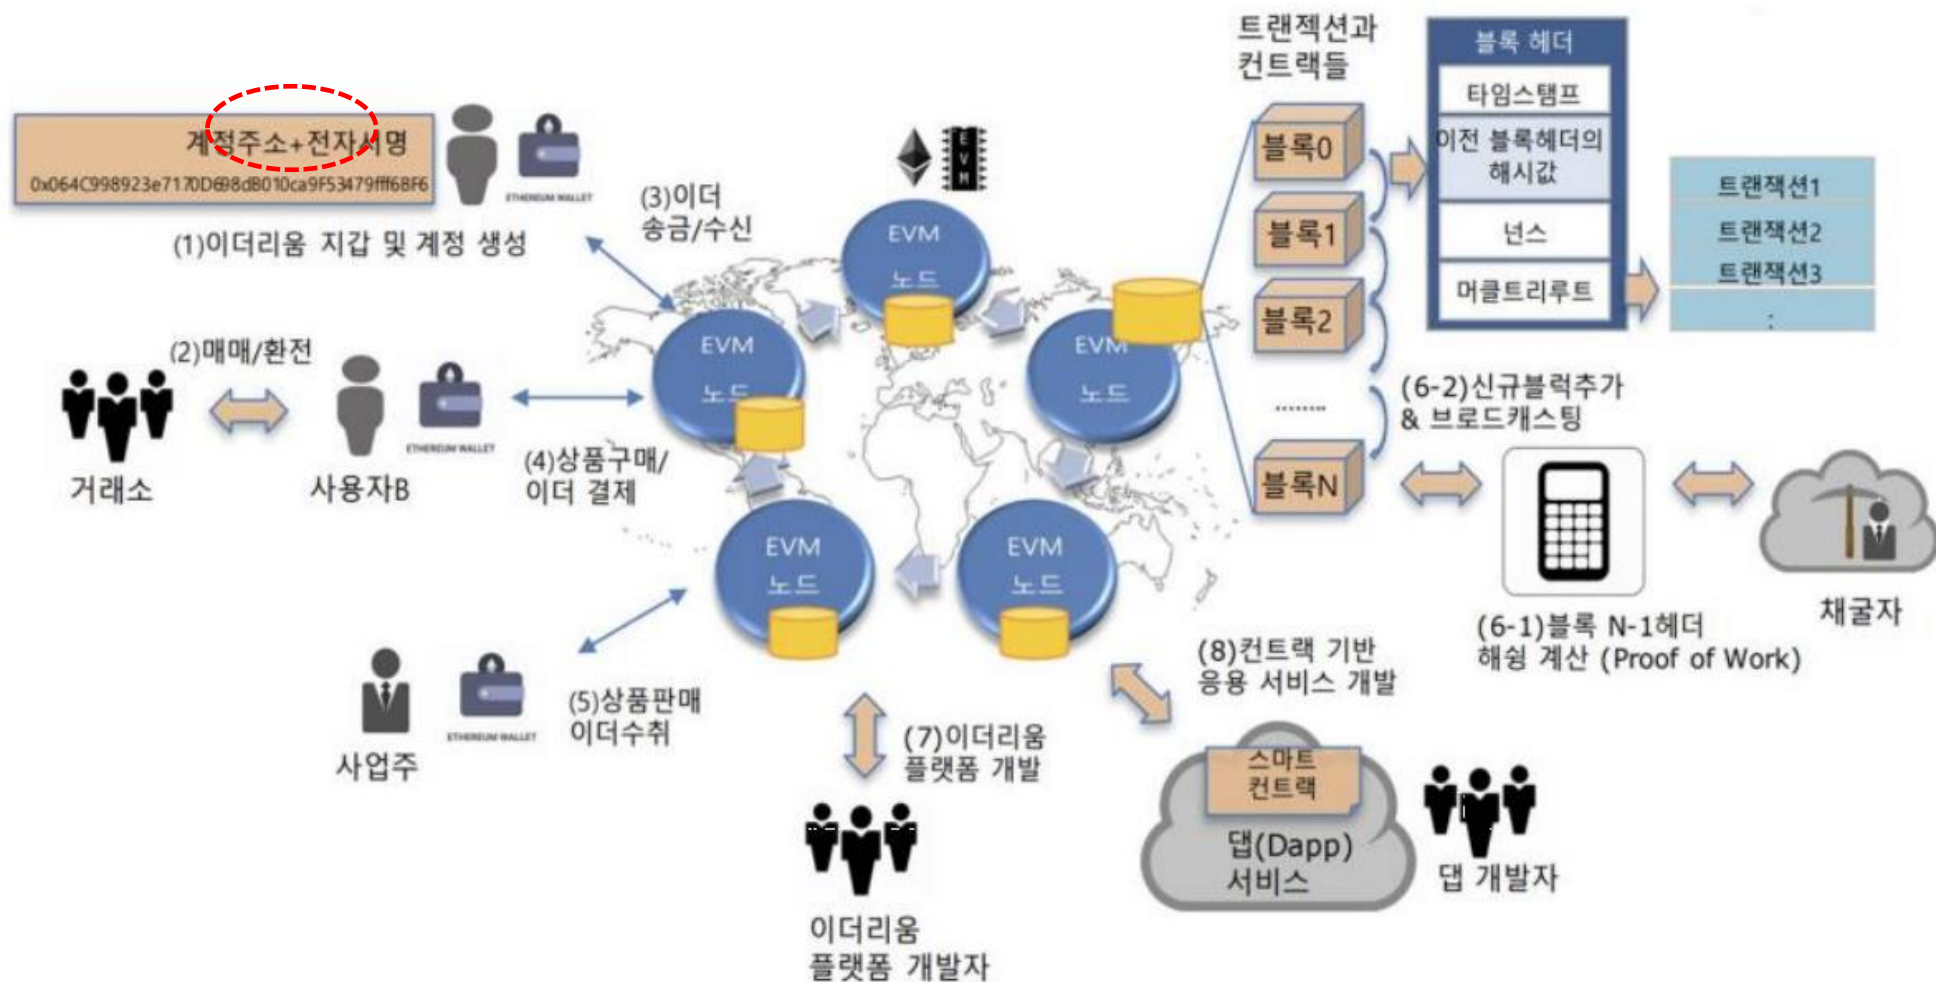 계정주소+전자서명
0x064C998923e7170D698dB010ca9F53479fff68F6
ETHEREUM WALLET
(1)이더리움 지갑 및 계정 생성
(2)매매/환전
거래소
사용자B
ETHEREUM WALLET
(3)이더
송금/수신
(4)상품구매/
이더 결제
사업주
ETHEREUM WALLET
(5)상품판매
이더수취
E
V
M
EVM
노드
EVM
노드
EVM
노드
EVM
노드
EVM
노드
트랜젝션과
컨트랙들
블록0
블록1
블록2
........
블록N
블록 헤더
타임스탬프
이전 블록헤더의
해시값
넌스
머클트리루트
트랜잭션1
트랜잭션2
트랜잭션3
:
(6-2)신규블럭추가
& 브로드캐스팅
(6-1)블록 N-1헤더
해슁 계산 (Proof of Work)
채굴자
(7)이더리움
플랫폼 개발
이더리움
플랫폼 개발자
(8)컨트랙 기반
응용 서비스 개발
스마트
컨트랙
댑(Dapp)
서비스
댑 개발자